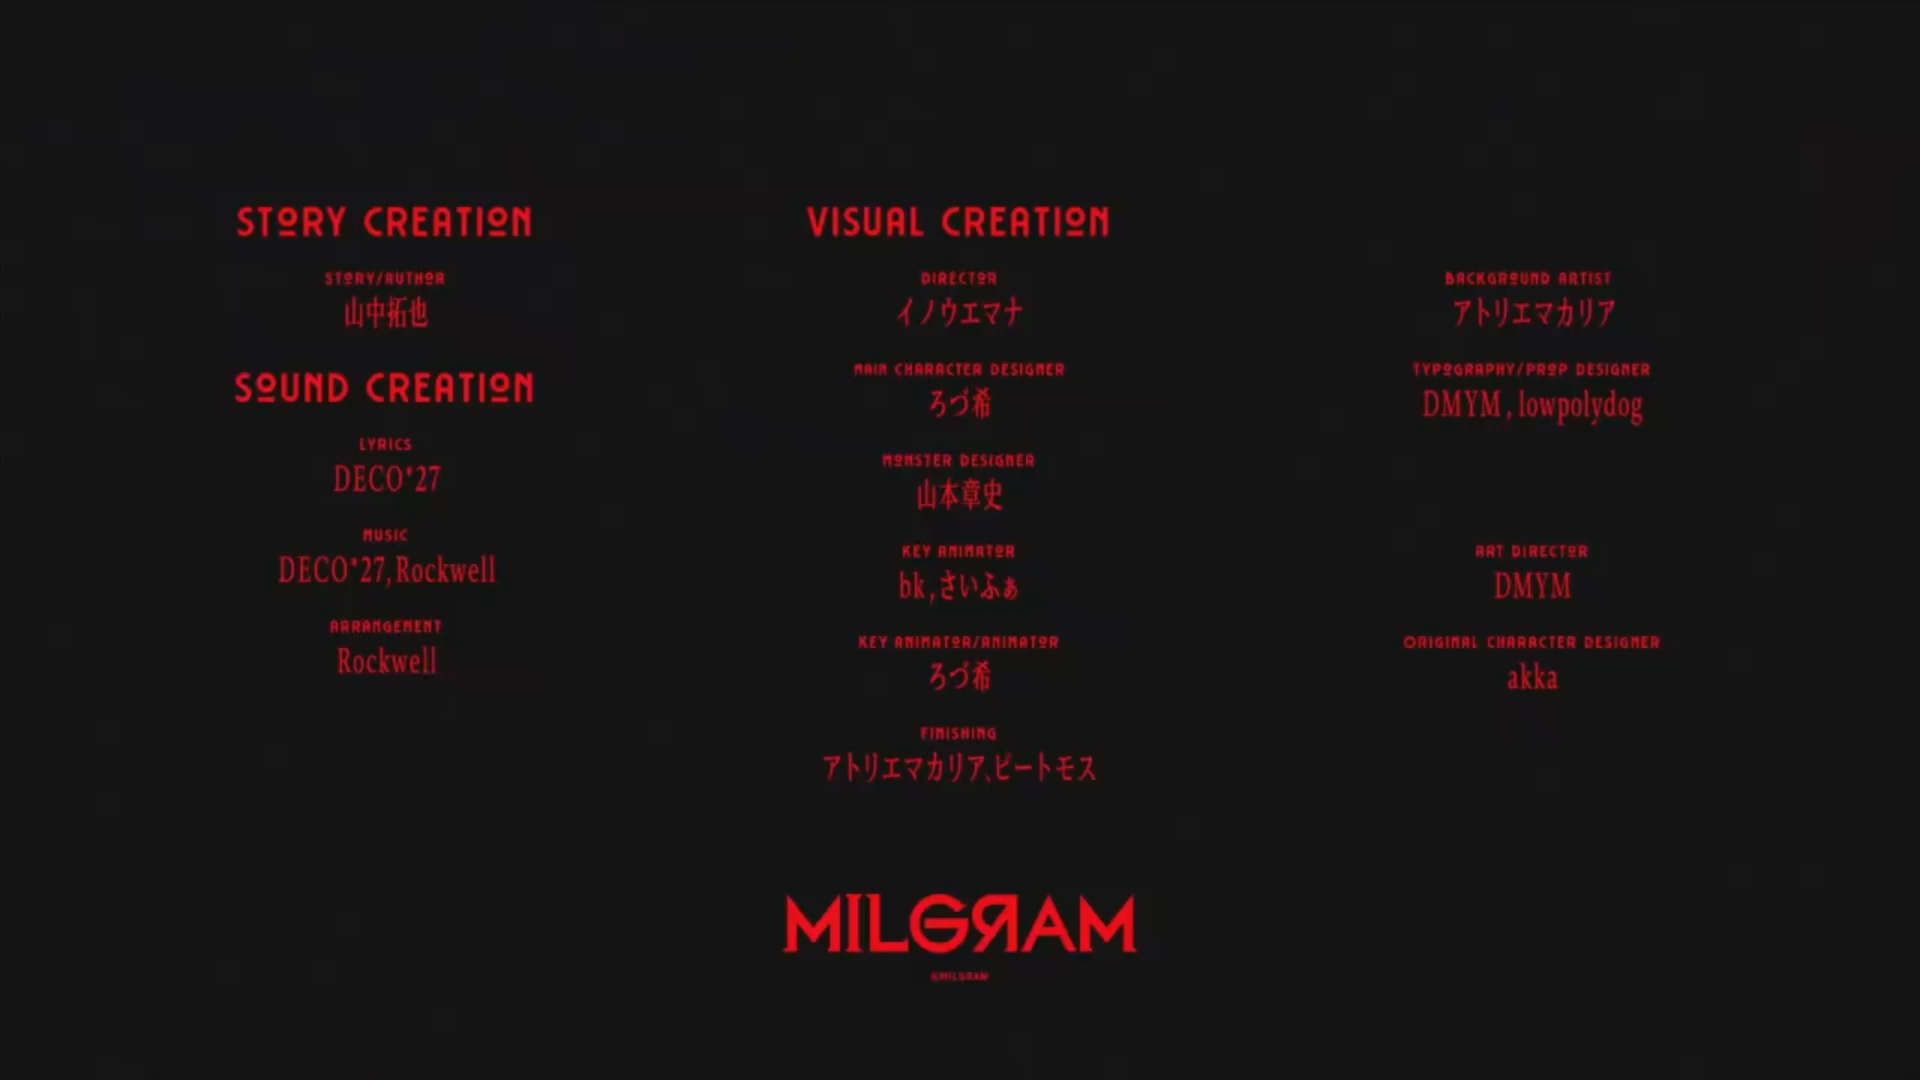 STORY CREATION
STORY/AUTHOR
山中拓也
SOUND CREATION
LYRICS
DECO*27
MUSIC
DECO*27,Rockwell
ARRANGEMENT
Rockwell
VISUAL CREATION
DIRECTOR
イノウエマナ
MAIN CHARACTER DESIGNER
ろづ希
MONSTER DESIGNER
山本章史
KEY ANIMATOR
bk,さいふぁ
KEY ANIMATOR/ANIMATOR
ろづ希
FINISHING
アトリエマカリア、ピートモス
BACKGROUND ARTIST
アトリエマカリア
TYPOGRAPHY/PROP DESIGNER
DMYM , lowpolydog
ART DIRECTOR
DMYM
ORIGINAL CHARACTER DESIGNER
akka
MILGRAM
©MILGRAM